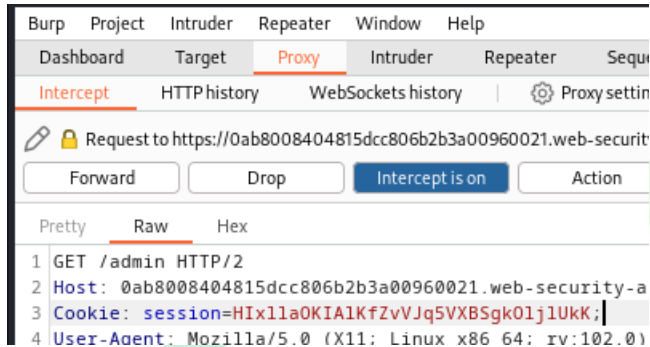 Burp Project Intruder Repeater Window Help
Dashboard Target Proxy Intruder Repeater Seque
Intercept HTTP history WebSockets history Proxy settin
Request to https://0ab8008404815dcc806b2b3a00960021.web-securit
Forward Drop Intercept is on Action
Pretty Raw Hex
1 GET /admin HTTP/2
2 Host: 0ab8008404815dcc806b2b3a00960021.web-security-a
3 Cookie: session=HIxllaOKIAlKfZvVJq5VXBSgkOljlUkK;
4 User-Agent: Mozilla/5.0 (X11; Linux x86_64; rv:102.0)